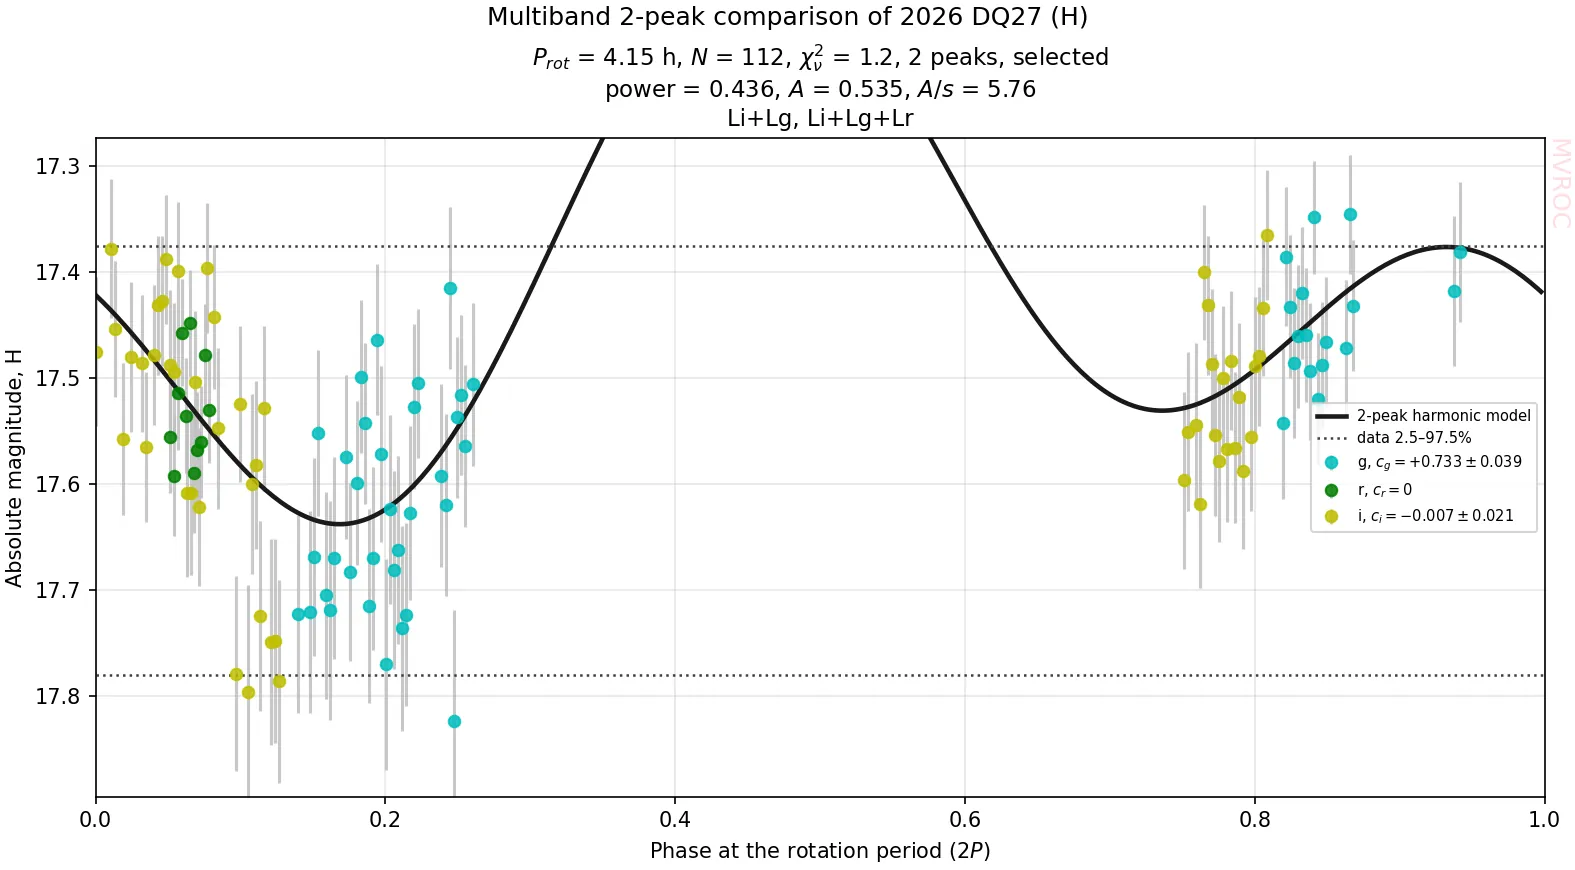 Multiband 2-peak comparison of 2026 DQ27 (H)
P_rot = 4.15 h, N = 112, χ²_ν = 1.2, 2 peaks, selected
power = 0.436, A = 0.535, A/s = 5.76
Li+Lg, Li+Lg+Lr
MVROC
Absolute magnitude, H
17.3
17.4
17.5
17.6
17.7
17.8
2-peak harmonic model
data 2.5–97.5%
g, c_g = +0.733 ± 0.039
r, c_r = 0
i, c_i = −0.007 ± 0.021
0.0 0.2 0.4 0.6 0.8 1.0
Phase at the rotation period (2P)